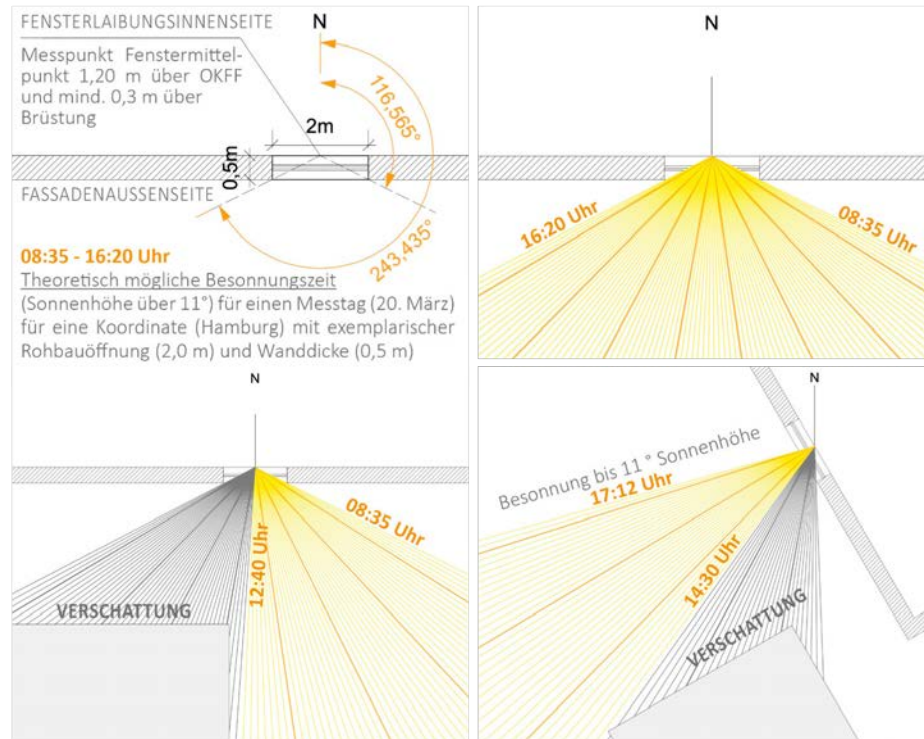 FENSTERLAIBUNGSINNENSEITE
N
Messpunkt Fenstermittel-
punkt 1,20 m über OKFF
und mind. 0,3 m über
Brüstung
116,565°
2m
0,5m
FASSADENAUSSENSEITE
243,435°
08:35 - 16:20 Uhr
Theoretisch mögliche Besonnungszeit
(Sonnenhöhe über 11°) für einen Messtag (20. März)
für eine Koordinate (Hamburg) mit exemplarischer
Rohbauöffnung (2,0 m) und Wanddicke (0,5 m)
N
16:20 Uhr
08:35 Uhr
N
08:35 Uhr
12:40 Uhr
VERSCHATTUNG
N
Besonnung bis 11 ° Sonnenhöhe
17:12 Uhr
14:30 Uhr
VERSCHATTUNG